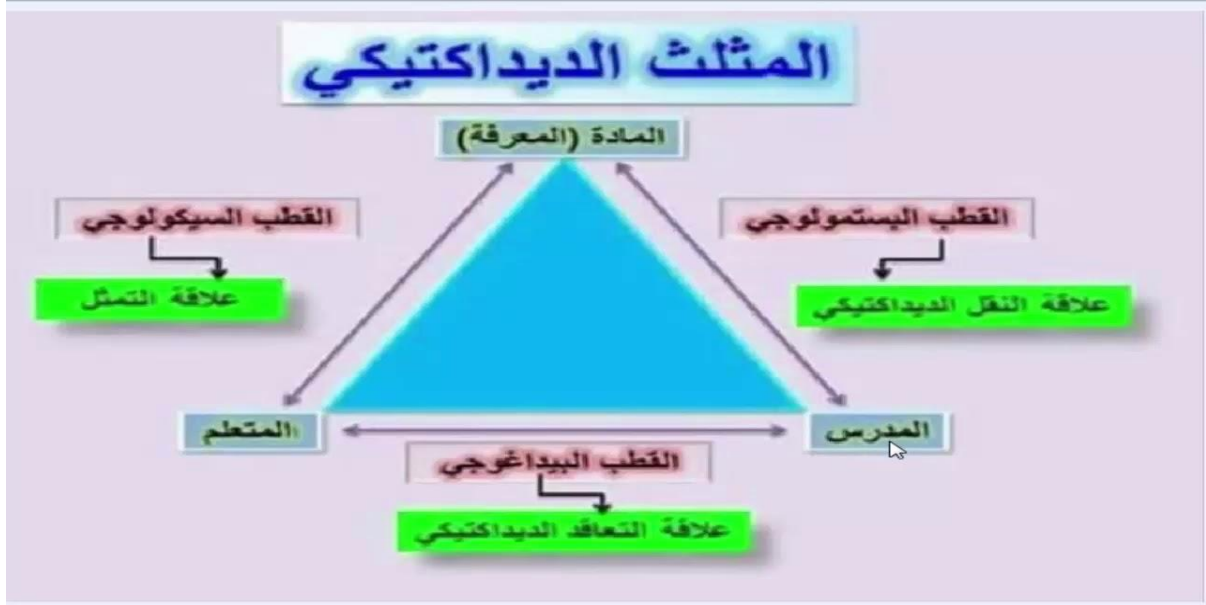 المثلث الديداكتيكي
المادة (المعرفة)
القطب البستمولوجي
القطب السيكولوجي
علاقة النقل الديداكتيكي
علاقة التمثل
المدرس
المتعلم
القطب البيداغوجي
علاقة التعاقد الديداكتيكي